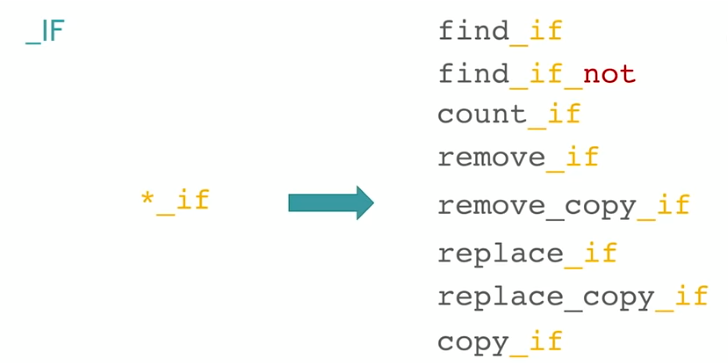 _IF
*_if
find_if
find_if_not
count_if
remove_if
remove_copy_if
replace_if
replace_copy_if
copy_if